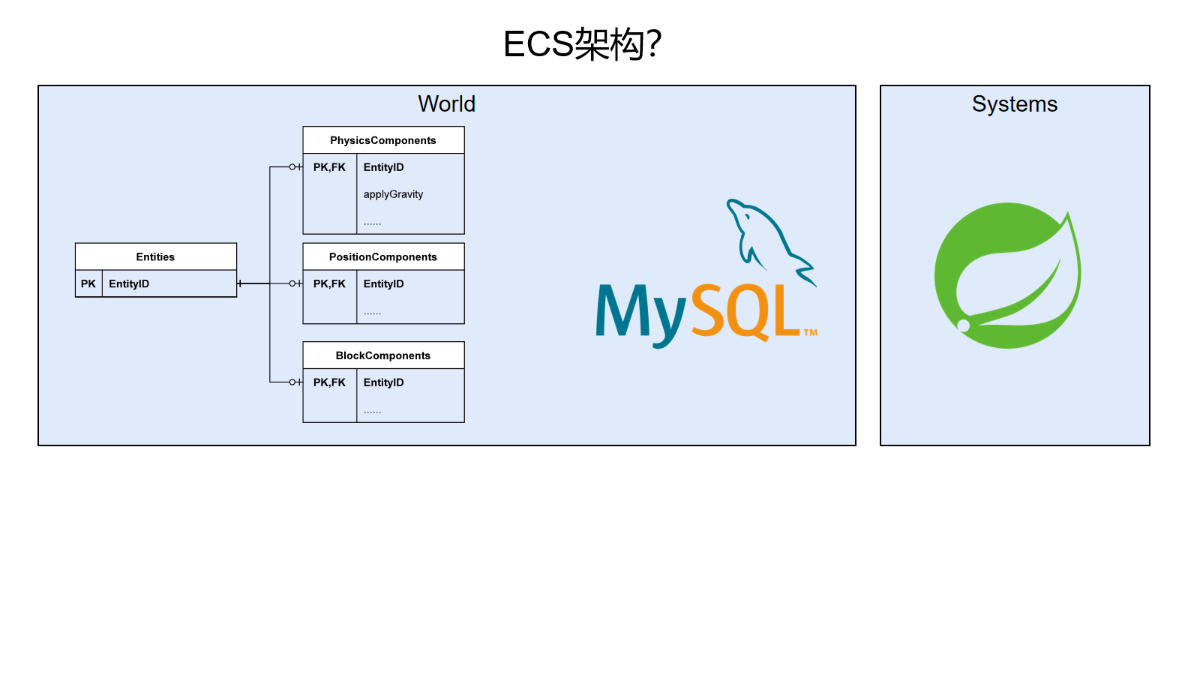 ECS架构？
World
Systems
PhysicsComponents
PK,FK EntityID
applyGravity
......
Entities
PK EntityID
PositionComponents
PK,FK EntityID
......
BlockComponents
PK,FK EntityID
......
MySQL™